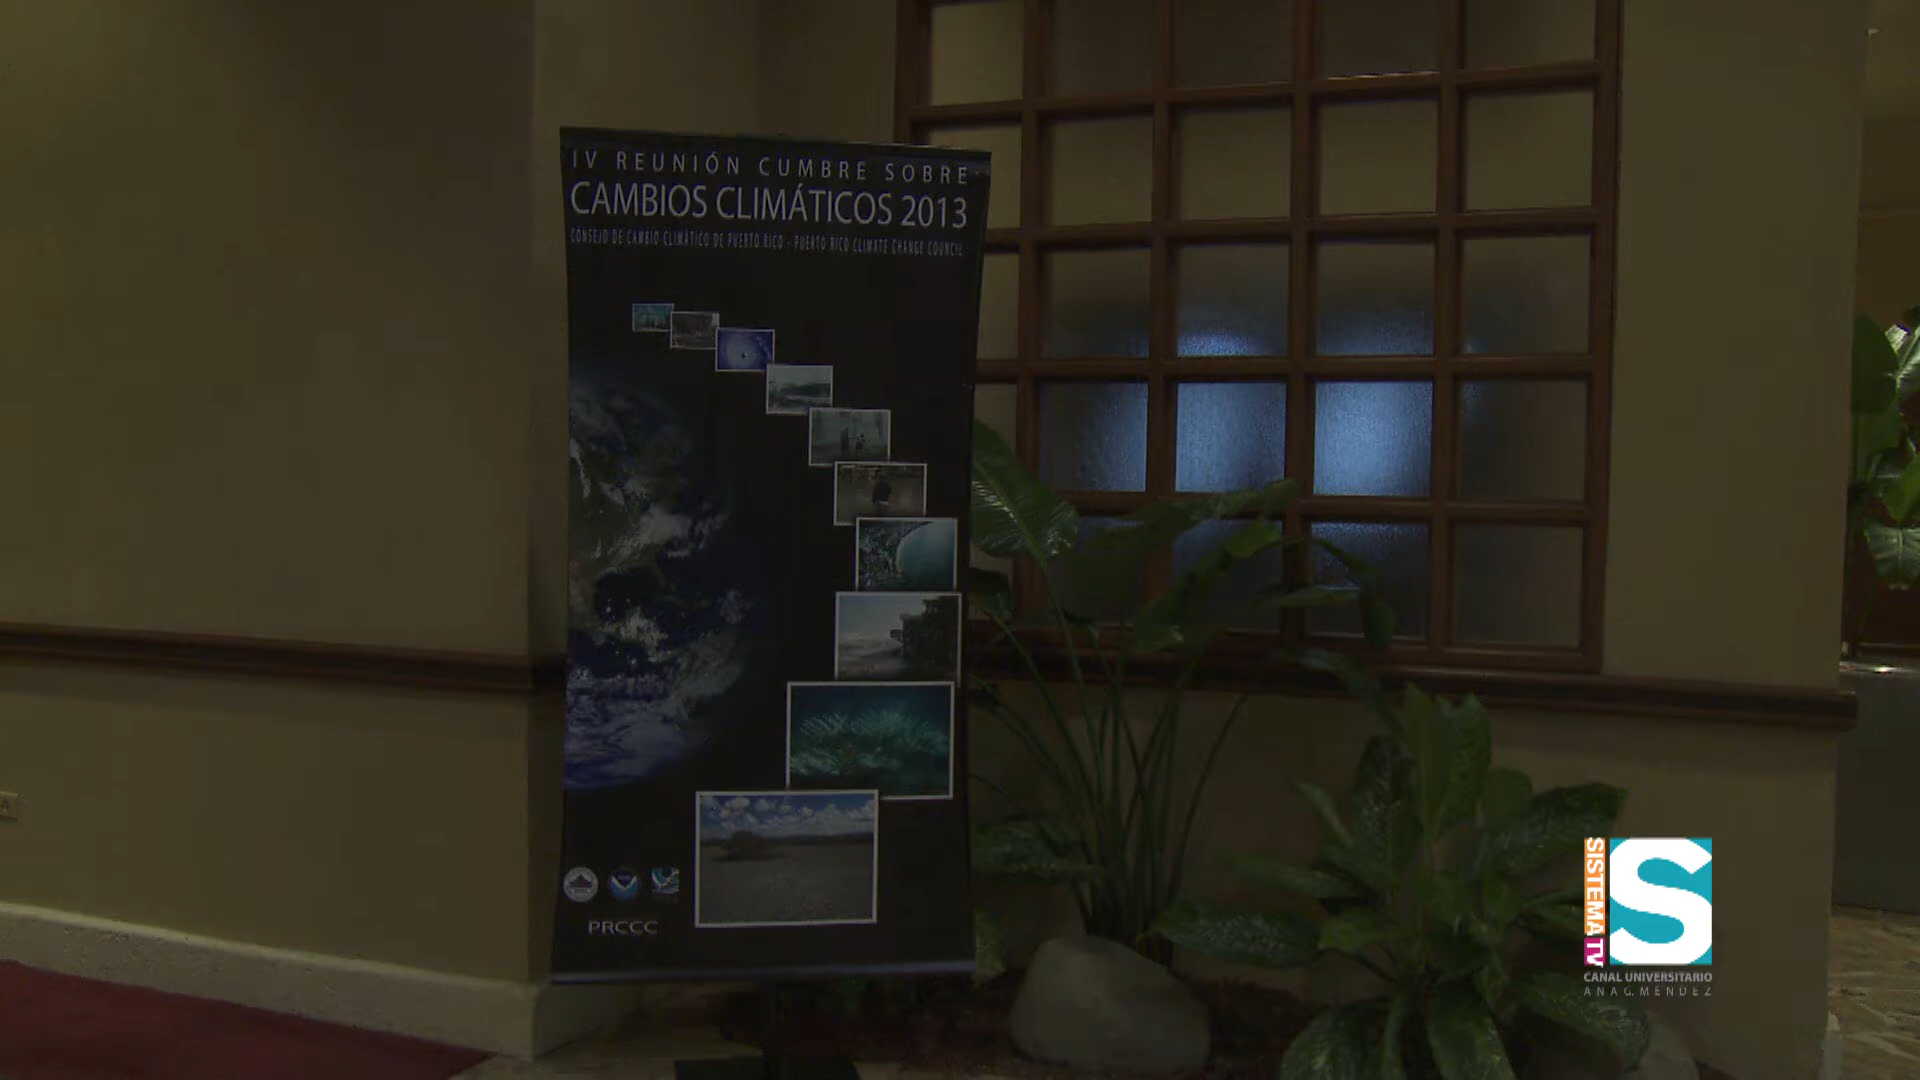 IV REUNIÓN CUMBRE SOBRE:
CAMBIOS CLIMÁTICOS 2013
CONSEJO DE CAMBIO CLIMÁTICO DE PUERTO RICO - PUERTO RICO CLIMATE CHANGE COUNCIL
PRCCC
SISTEMA TV
S
CANAL UNIVERSITARIO
ANA G. MÉNDEZ